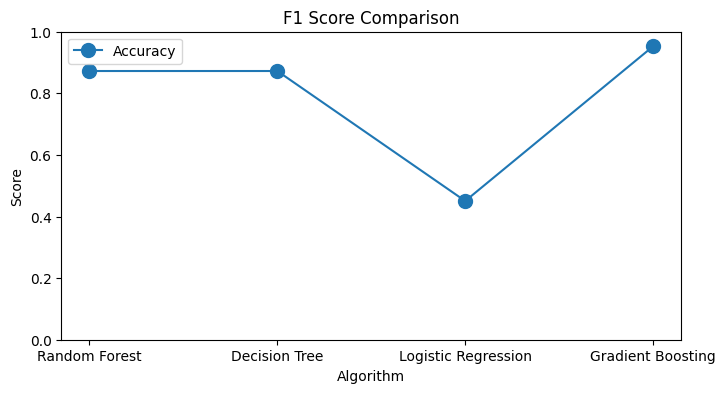 F1 Score Comparison
Accuracy
Score
1.0
0.8
0.6
0.4
0.2
0.0
Random Forest Decision Tree Logistic Regression Gradient Boosting
Algorithm